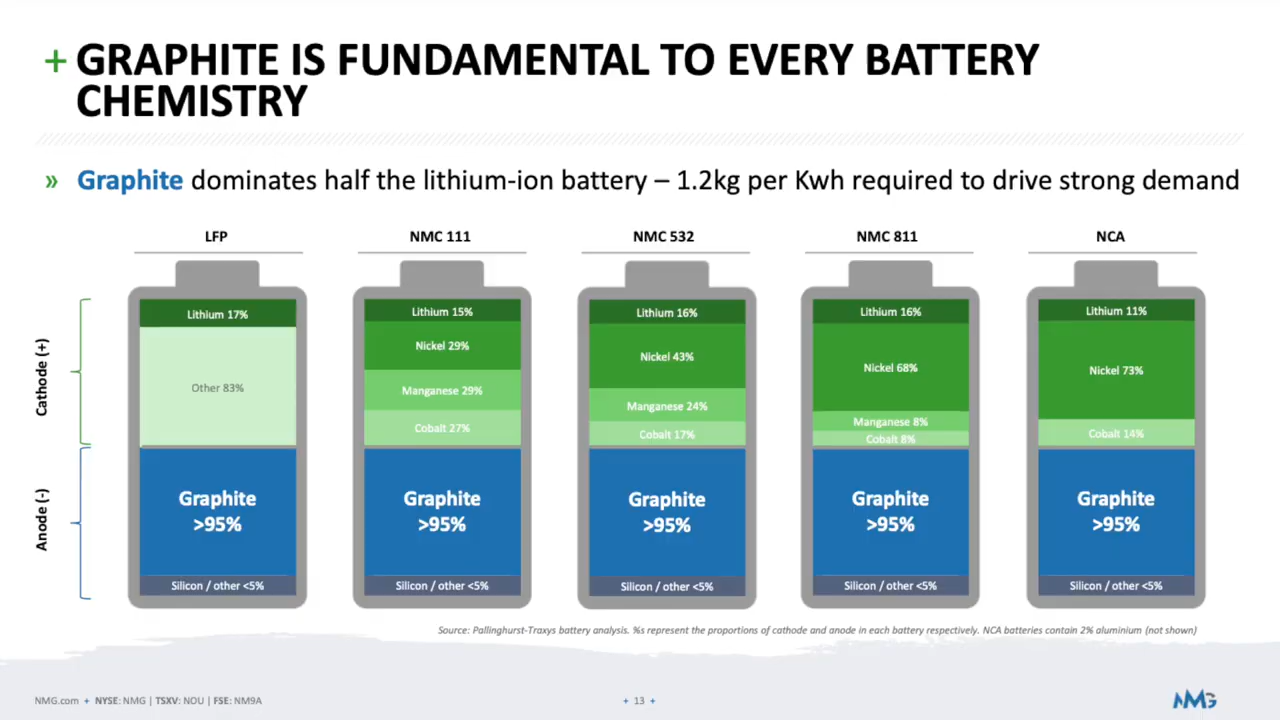 + GRAPHITE IS FUNDAMENTAL TO EVERY BATTERY
CHEMISTRY
» Graphite dominates half the lithium-ion battery – 1.2kg per Kwh required to drive strong demand
LFP
NMC 111
NMC 532
NMC 811
NCA
Cathode (+)
Anode (-)
Lithium 17%
Other 83%
Graphite
>95%
Silicon / other <5%
Lithium 15%
Nickel 29%
Manganese 29%
Cobalt 27%
Graphite
>95%
Silicon / other <5%
Lithium 16%
Nickel 43%
Manganese 24%
Cobalt 17%
Graphite
>95%
Silicon / other <5%
Lithium 16%
Nickel 68%
Manganese 8%
Cobalt 8%
Graphite
>95%
Silicon / other <5%
Lithium 11%
Nickel 73%
Cobalt 14%
Graphite
>95%
Silicon / other <5%
Source: Pallinghurst-Traxys battery analysis. %s represent the proportions of cathode and anode in each battery respectively. NCA batteries contain 2% aluminium (not shown)
NMG.com + NYSE: NMG | TSXV: NOU | FSE: NM9A
+ 13 +
NMG